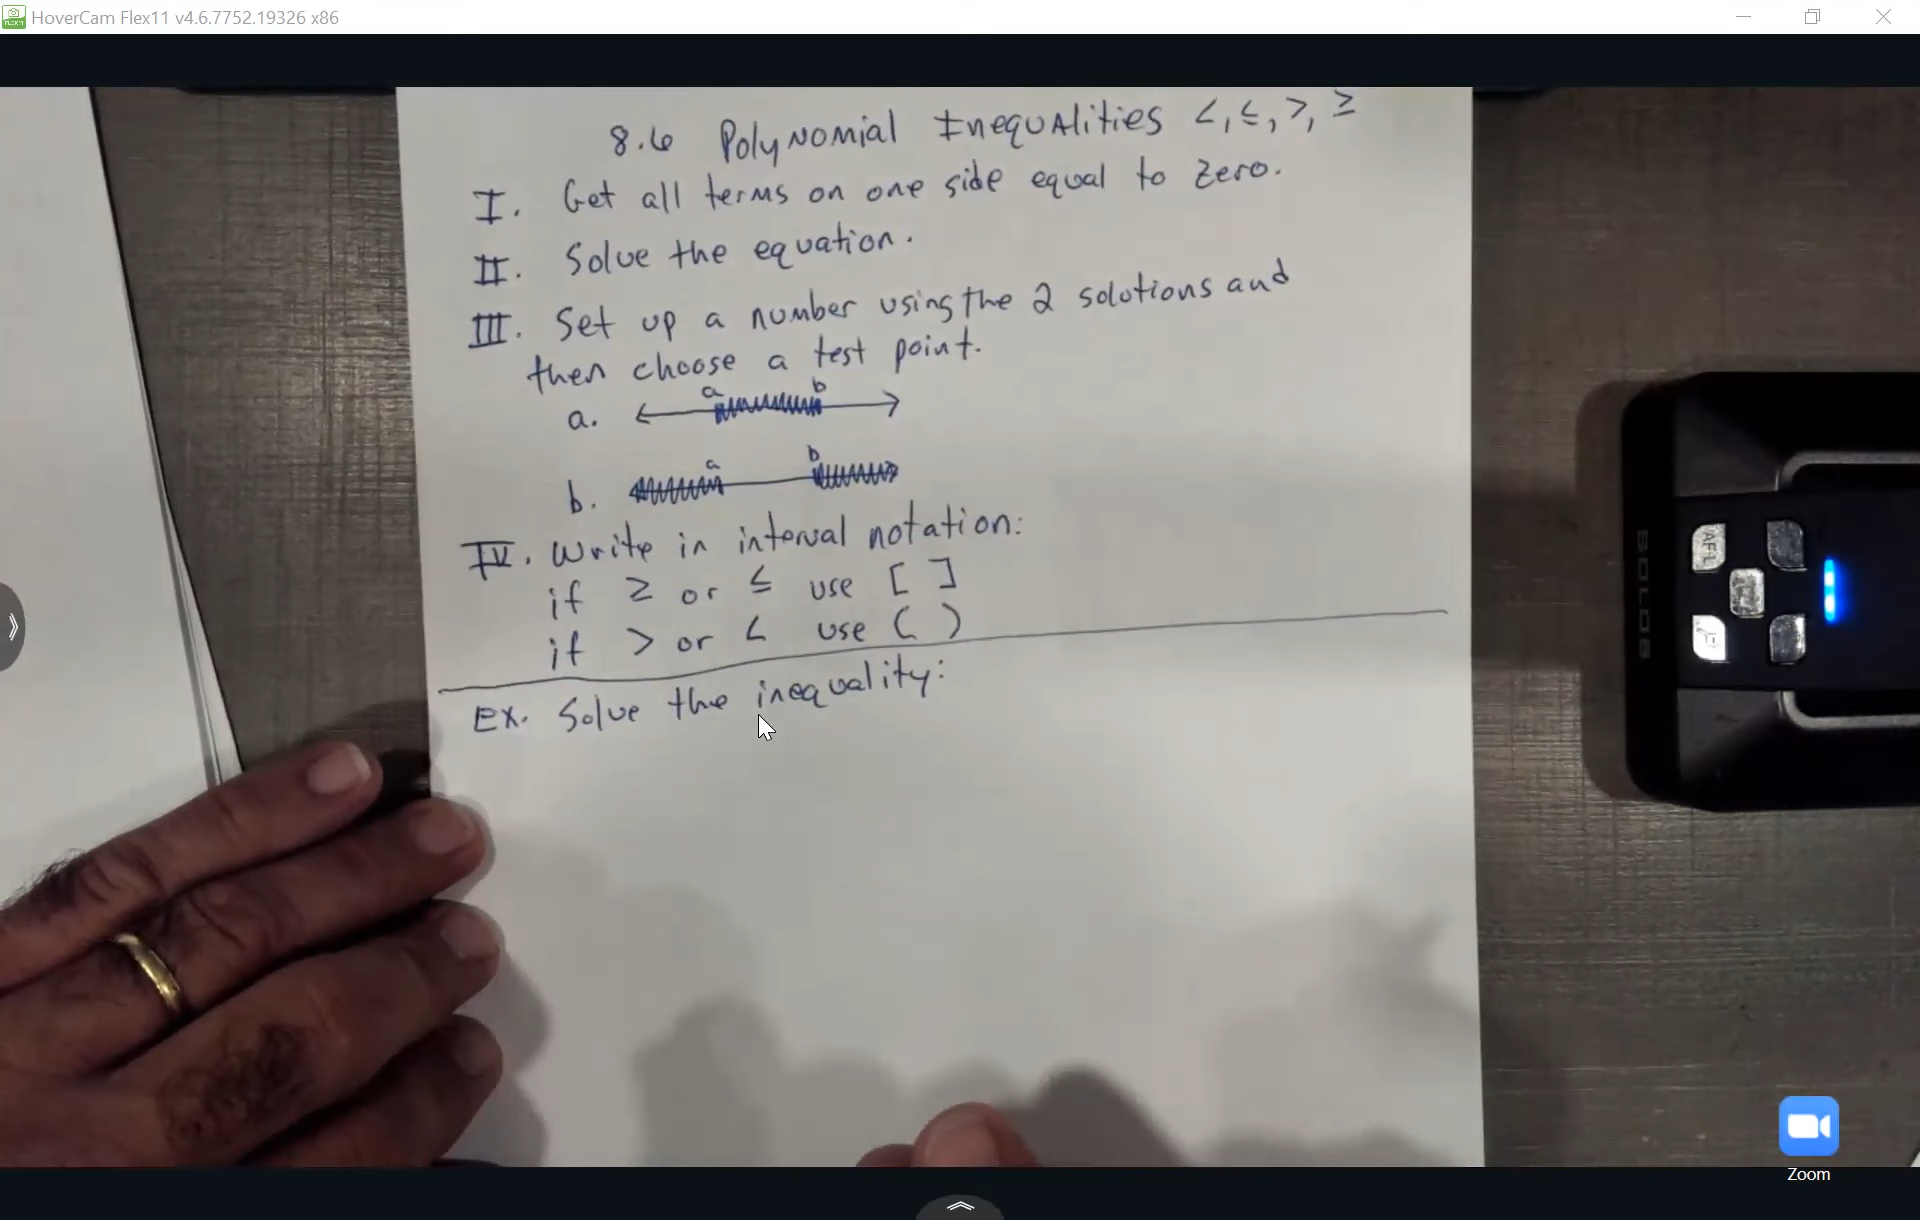 HoverCam Flex11 v4.6.7752.19326 x86
8.6 Polynomial Inequalities <, ≤, >, ≥
I. Get all terms on one side equal to zero.
II. Solve the equation.
III. Set up a number using the 2 solutions and
then choose a test point.
a. a b
b. a b
IV. Write in interval notation:
if ≥ or ≤ use [ ]
if > or < use ( )
Ex. Solve the inequality:
AF1
Zoom